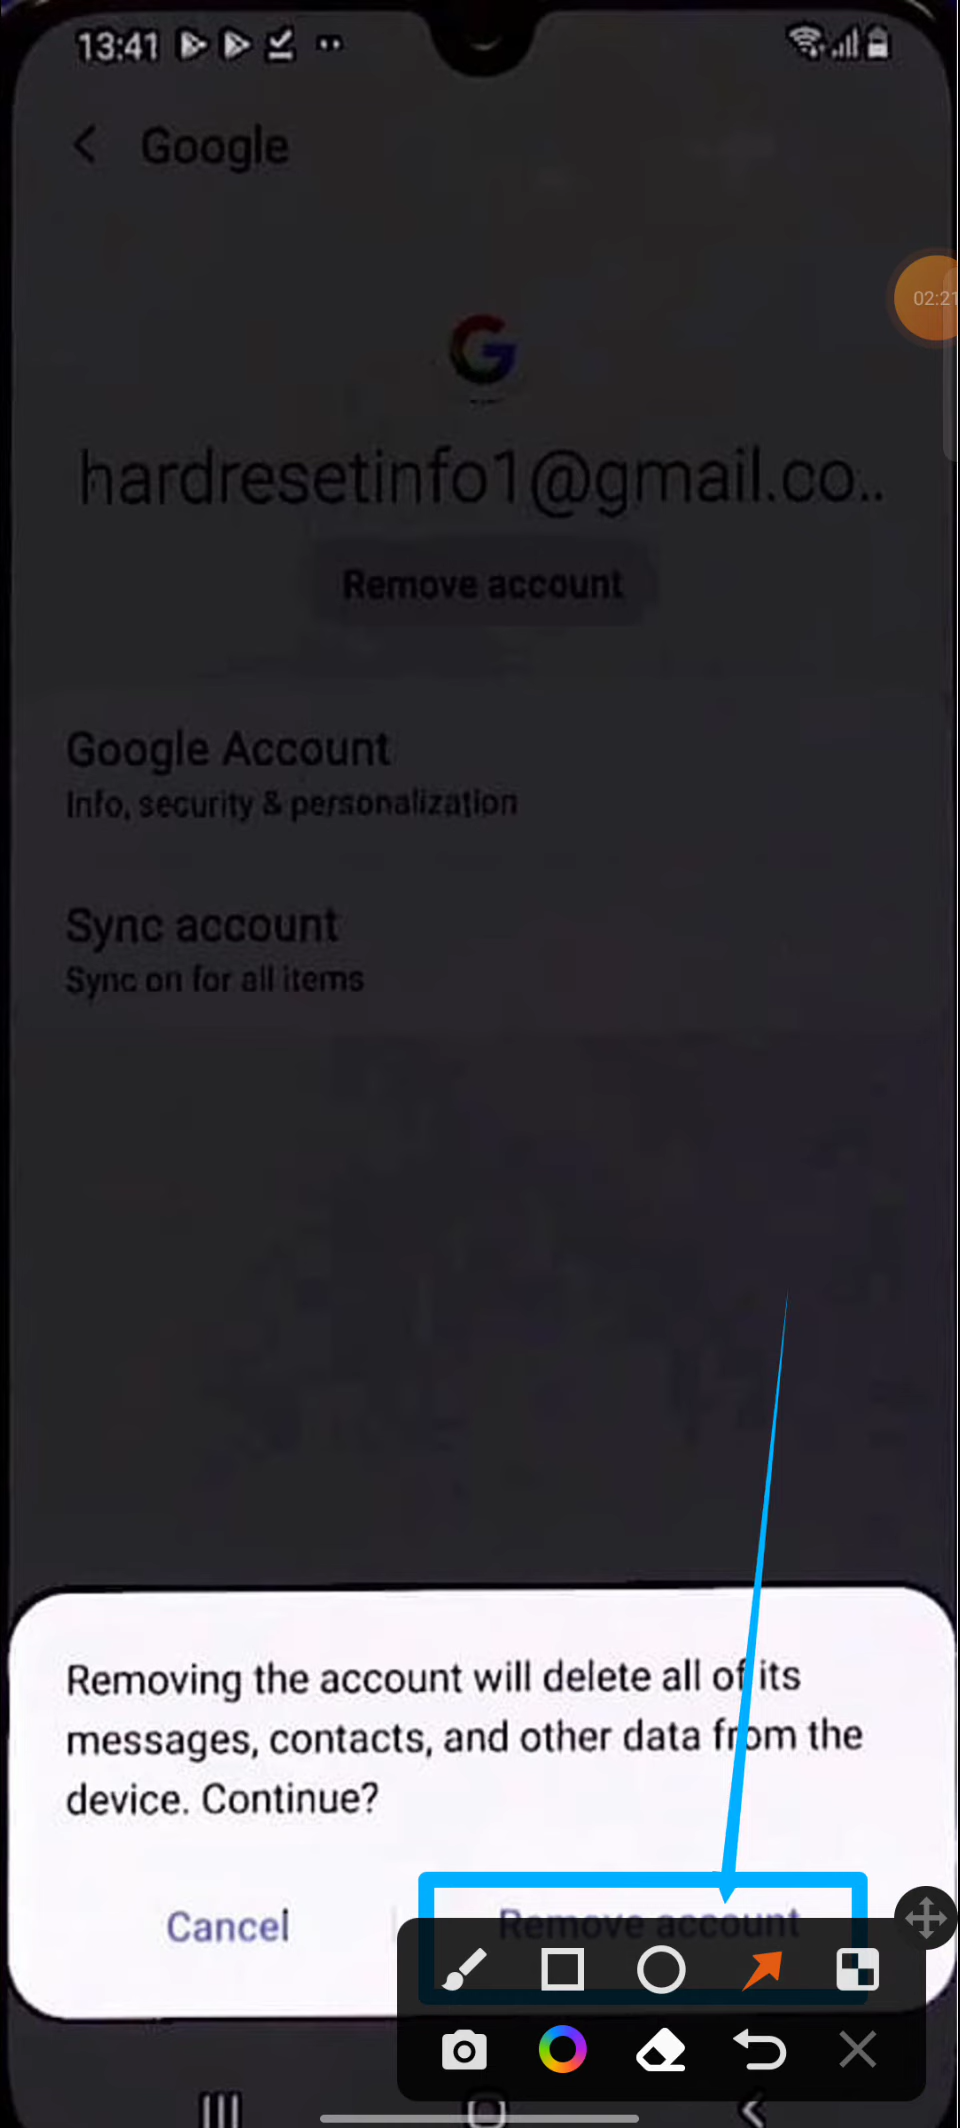 13:41
Google
02:21
hardresetinfo1@gmail.co..
Remove account
Google Account
Info, security & personalization
Sync account
Sync on for all items
Removing the account will delete all of its
messages, contacts, and other data from the
device. Continue?
Cancel
Remove account